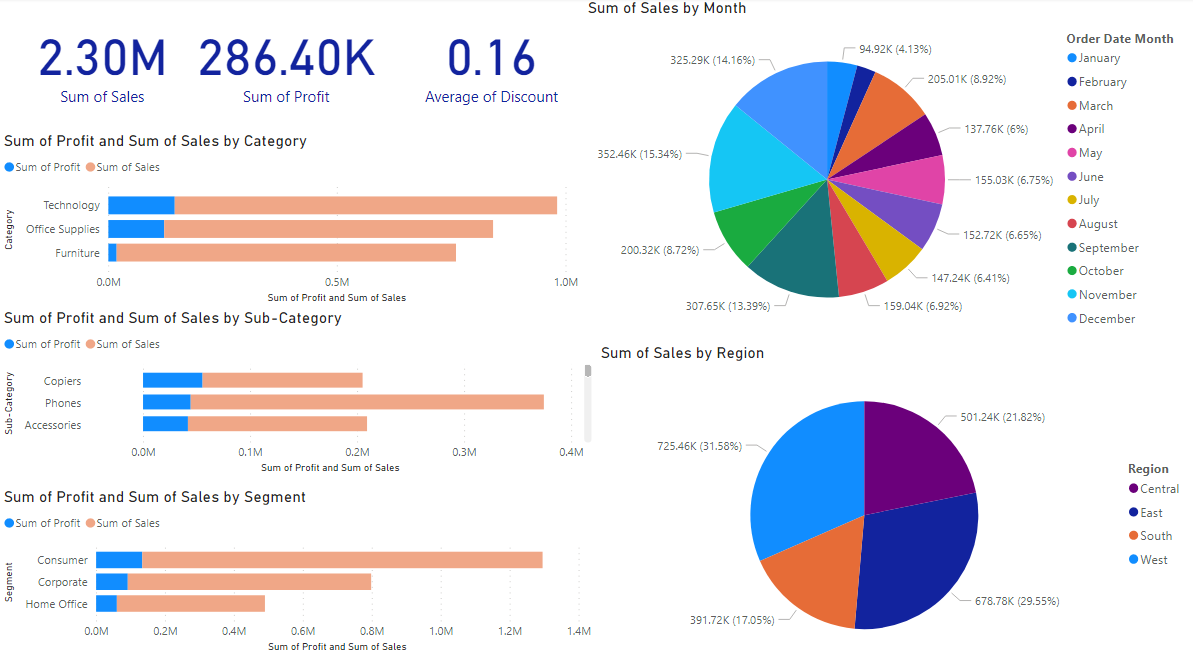 2.30M 286.40K 0.16
Sum of Sales Sum of Profit Average of Discount
Sum of Profit and Sum of Sales by Category
Sum of Profit Sum of Sales
Category
Technology
Office Supplies
Furniture
0.0M 0.5M 1.0M
Sum of Profit and Sum of Sales
Sum of Profit and Sum of Sales by Sub-Category
Sum of Profit Sum of Sales
Sub-Category
Copiers
Phones
Accessories
0.0M 0.1M 0.2M 0.3M 0.4M
Sum of Profit and Sum of Sales
Sum of Profit and Sum of Sales by Segment
Sum of Profit Sum of Sales
Segment
Consumer
Corporate
Home Office
0.0M 0.2M 0.4M 0.6M 0.8M 1.0M 1.2M 1.4M
Sum of Profit and Sum of Sales
Sum of Sales by Month
94.92K (4.13%)
205.01K (8.92%)
137.76K (6%)
155.03K (6.75%)
152.72K (6.65%)
147.24K (6.41%)
159.04K (6.92%)
307.65K (13.39%)
200.32K (8.72%)
352.46K (15.34%)
325.29K (14.16%)
Order Date Month
January
February
March
April
May
June
July
August
September
October
November
December
Sum of Sales by Region
501.24K (21.82%)
678.78K (29.55%)
391.72K (17.05%)
725.46K (31.58%)
Region
Central
East
South
West